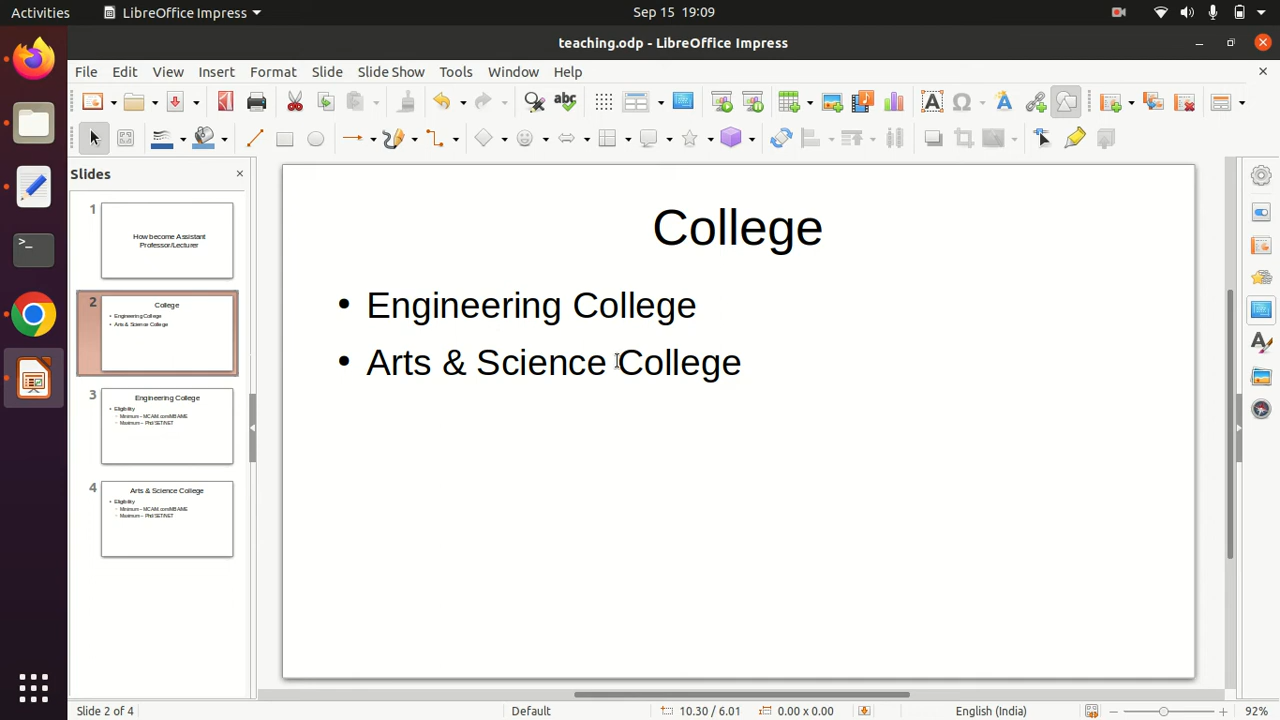 Activities LibreOffice Impress Sep 15 19:09
teaching.odp - LibreOffice Impress
File Edit View Insert Format Slide Slide Show Tools Window Help
Slides
1
How become Assistant
Professor/Lecturer
2
College
Engineering College
Arts & Science College
3
Engineering College
Eligibility
4
Arts & Science College
Eligibility
College
• Engineering College
• Arts & Science College
Slide 2 of 4 Default 10.30 / 6.01 0.00 x 0.00 English (India) 92%